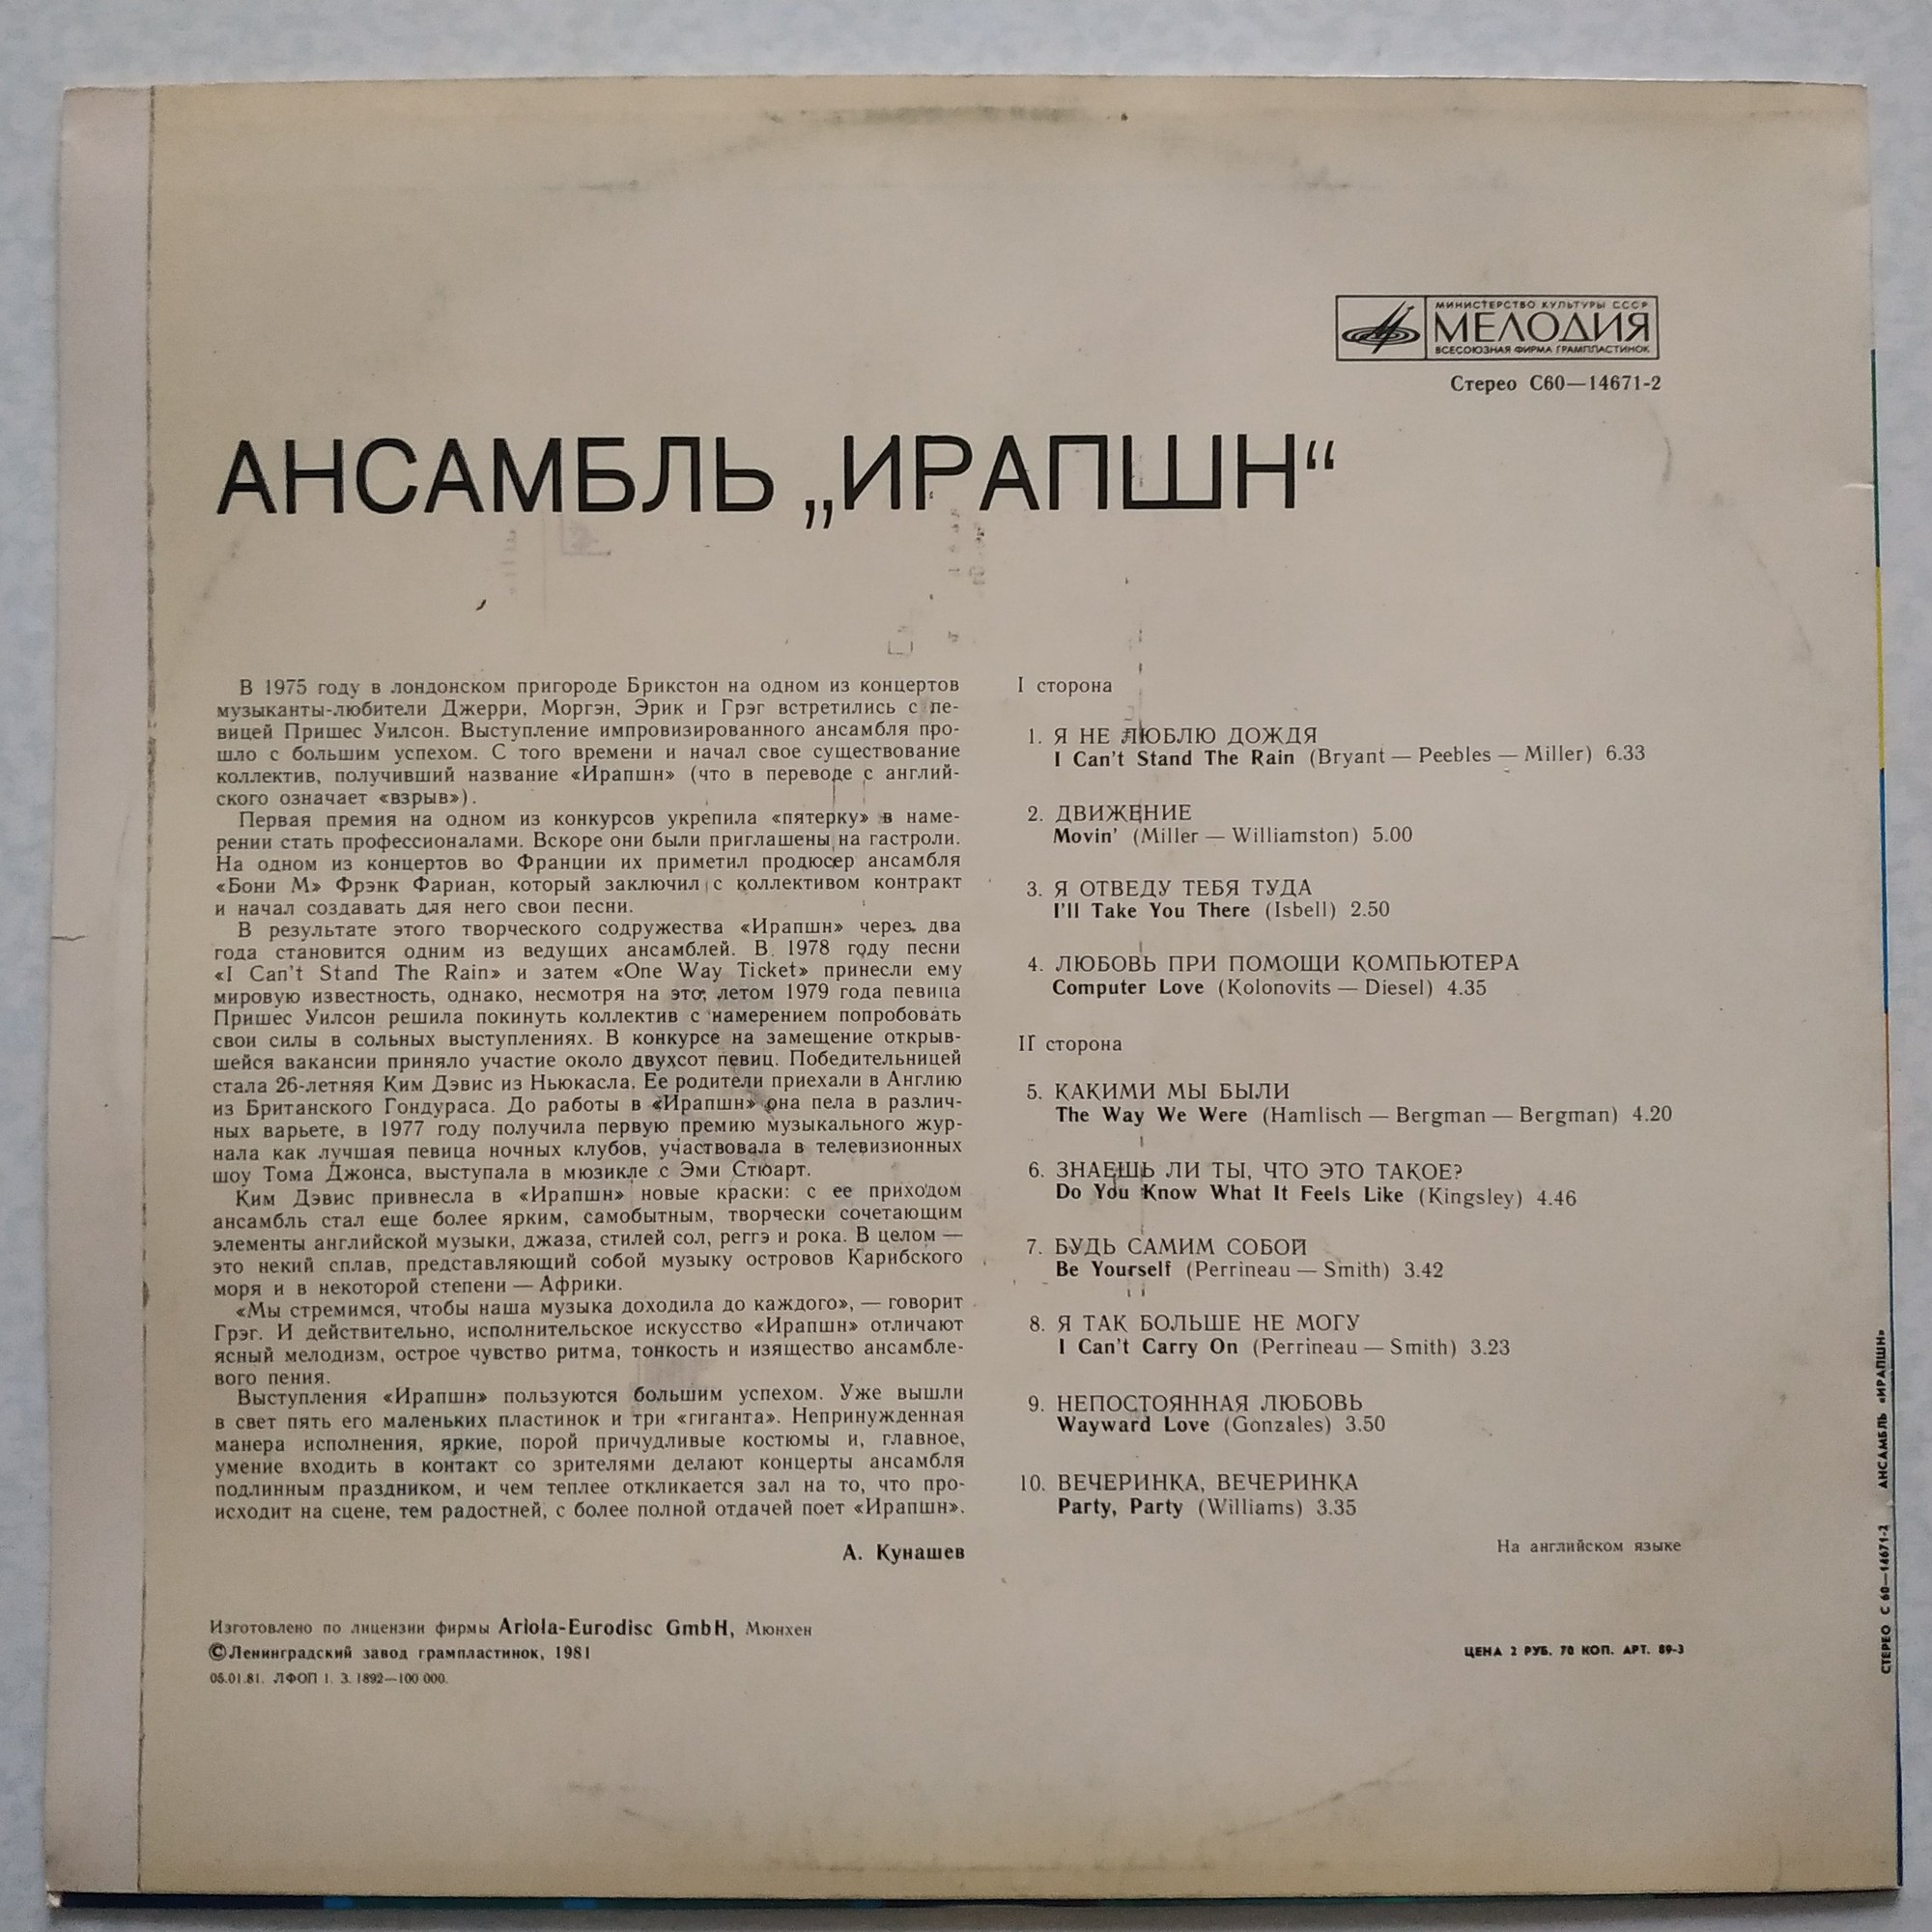 МИНИСТЕРСТВО КУЛЬТУРЫ СССР
МЕЛОДИЯ
ВСЕСОЮЗНАЯ ФИРМА ГРАМПЛАСТИНОК
Стерео С60—14671-2
АНСАМБЛЬ „ИРАПШН“
В 1975 году в лондонском пригороде Брикстон на одном из концертов
музыканты-любители Джерри, Моргэн, Эрик и Грэг встретились с пе-
вицей Пришес Уилсон. Выступление импровизированного ансамбля про-
шло с большим успехом. С того времени и начал свое существование
коллектив, получивший название «Ирапшн» (что в переводе с англий-
ского означает «взрыв»).
Первая премия на одном из конкурсов укрепила «пятерку» в наме-
рении стать профессионалами. Вскоре они были приглашены на гастроли.
На одном из концертов во Франции их приметил продюсер ансамбля
«Бони М» Фрэнк Фариан, который заключил с коллективом контракт
и начал создавать для него свои песни.
В результате этого творческого содружества «Ирапшн» через два
года становится одним из ведущих ансамблей. В 1978 году песни
«I Can't Stand The Rain» и затем «One Way Ticket» принесли ему
мировую известность, однако, несмотря на это, летом 1979 года певица
Пришес Уилсон решила покинуть коллектив с намерением попробовать
свои силы в сольных выступлениях. В конкурсе на замещение открыв-
шейся вакансии приняло участие около двухсот певиц. Победительницей
стала 26-летняя Ким Дэвис из Ньюкасла. Ее родители приехали в Англию
из Британского Гондураса. До работы в «Ирапшн» она пела в различ-
ных варьете, в 1977 году получила первую премию музыкального жур-
нала как лучшая певица ночных клубов, участвовала в телевизионных
шоу Тома Джонса, выступала в мюзикле с Эми Стюарт.
Ким Дэвис привнесла в «Ирапшн» новые краски: с ее приходом
ансамбль стал еще более ярким, самобытным, творчески сочетающим
элементы английской музыки, джаза, стилей сол, реггэ и рока. В целом —
это некий сплав, представляющий собой музыку островов Карибского
моря и в некоторой степени — Африки.
«Мы стремимся, чтобы наша музыка доходила до каждого», — говорит
Грэг. И действительно, исполнительское искусство «Ирапшн» отличают
ясный мелодизм, острое чувство ритма, тонкость и изящество ансамбле-
вого пения.
Выступления «Ирапшн» пользуются большим успехом. Уже вышли
в свет пять его маленьких пластинок и три «гиганта». Непринужденная
манера исполнения, яркие, порой причудливые костюмы и, главное,
умение входить в контакт со зрителями делают концерты ансамбля
подлинным праздником, и чем теплее откликается зал на то, что про-
исходит на сцене, тем радостней, с более полной отдачей поет «Ирапшн».
А. Кунашев
I сторона
1. Я НЕ ЛЮБЛЮ ДОЖДЯ
I Can't Stand The Rain (Bryant — Peebles — Miller) 6.33
2. ДВИЖЕНИЕ
Movin' (Miller — Williamston) 5.00
3. Я ОТВЕДУ ТЕБЯ ТУДА
I'll Take You There (Isbell) 2.50
4. ЛЮБОВЬ ПРИ ПОМОЩИ КОМПЬЮТЕРА
Computer Love (Kolonovits — Diesel) 4.35
II сторона
5. КАКИМИ МЫ БЫЛИ
The Way We Were (Hamlisch — Bergman — Bergman) 4.20
6. ЗНАЕШЬ ЛИ ТЫ, ЧТО ЭТО ТАКОЕ?
Do You Know What It Feels Like (Kingsley) 4.46
7. БУДЬ САМИМ СОБОЙ
Be Yourself (Perrineau — Smith) 3.42
8. Я ТАК БОЛЬШЕ НЕ МОГУ
I Can't Carry On (Perrineau — Smith) 3.23
9. НЕПОСТОЯННАЯ ЛЮБОВЬ
Wayward Love (Gonzales) 3.50
10. ВЕЧЕРИНКА, ВЕЧЕРИНКА
Party, Party (Williams) 3.35
На английском языке
Изготовлено по лицензии фирмы Ariola-Eurodisc GmbH, Мюнхен
©Ленинградский завод грампластинок, 1981
05.01.81. ЛФОП 1. З. 1892—100 000.
ЦЕНА 2 РУБ. 70 КОП. АРТ. 89-3
СТЕРЕО С 60—14671-2 АНСАМБЛЬ «ИРАПШН»